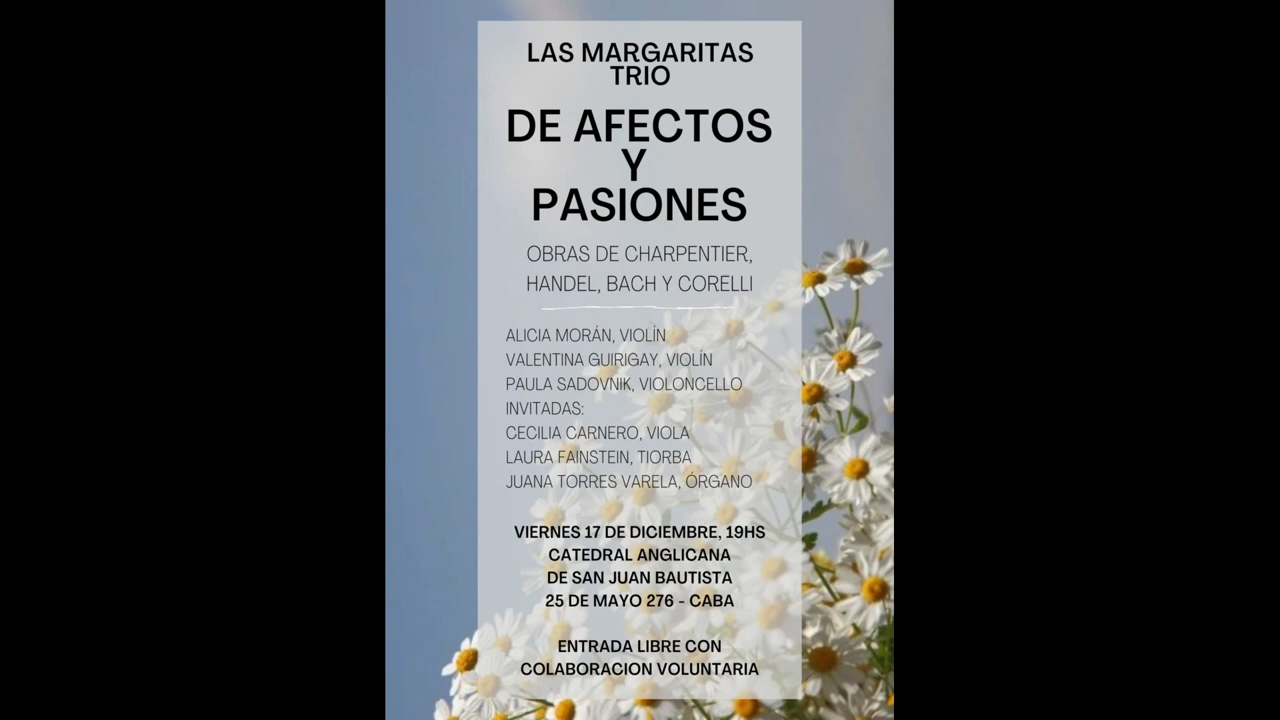 LAS MARGARITAS
TRIO
DE AFECTOS
Y
PASIONES
OBRAS DE CHARPENTIER,
HANDEL, BACH Y CORELLI
ALICIA MORÁN, VIOLÍN
VALENTINA GUIRIGAY, VIOLÍN
PAULA SADOVNIK, VIOLONCELLO
INVITADAS:
CECILIA CARNERO, VIOLA
LAURA FAINSTEIN, TIORBA
JUANA TORRES VARELA, ÓRGANO
VIERNES 17 DE DICIEMBRE, 19HS
CATEDRAL ANGLICANA
DE SAN JUAN BAUTISTA
25 DE MAYO 276 - CABA
ENTRADA LIBRE CON
COLABORACION VOLUNTARIA